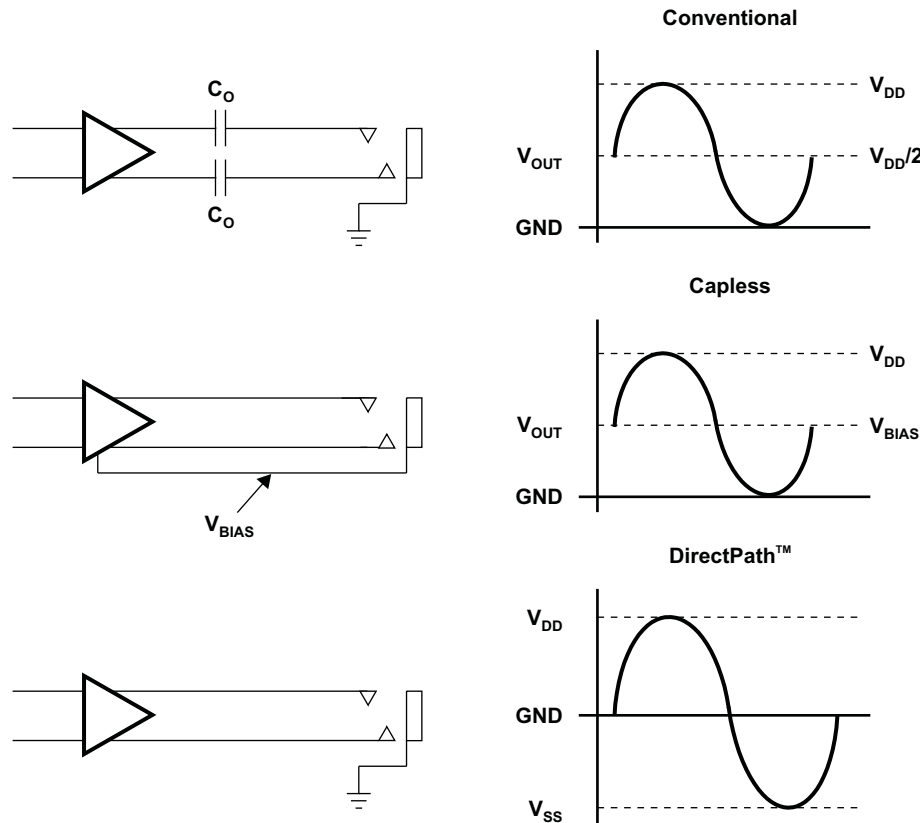 Conventional
C_O
C_O
V_DD
V_OUT
V_DD/2
GND
Capless
V_DD
V_OUT
V_BIAS
GND
V_BIAS
DirectPath™
V_DD
GND
V_SS